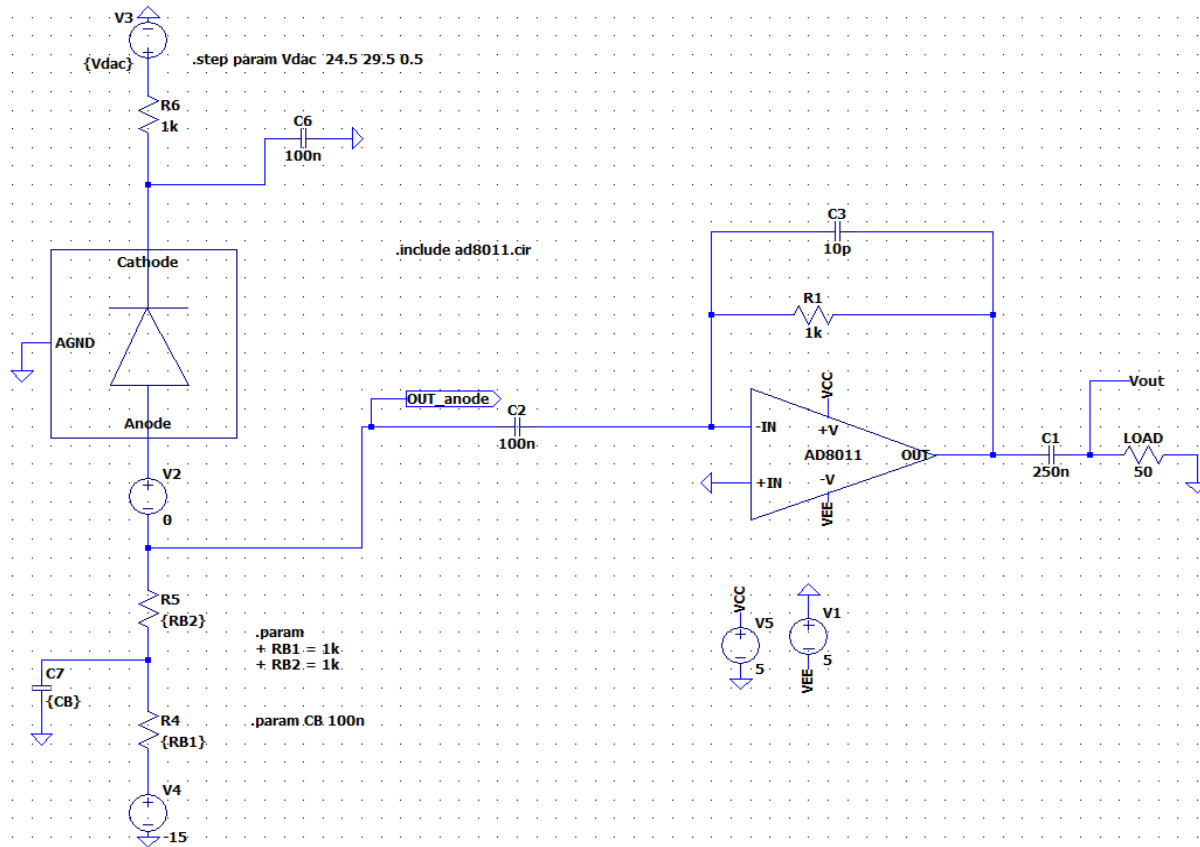 V3
{Vdac}
.step param Vdac 24.5 29.5 0.5
R6
1k
C6
100n
Cathode
AGND
Anode
.include ad8011.cir
C3
10p
R1
1k
OUT_anode
C2
100n
VCC
-IN
+V
AD8011
OUT
+IN
-V
VEE
C1
250n
Vout
LOAD
50
V2
0
R5
{RB2}
.param
+ RB1 = 1k
+ RB2 = 1k
C7
{CB}
R4
{RB1}
.param CB 100n
V4
-15
VCC
V5
5
V1
5
VEE